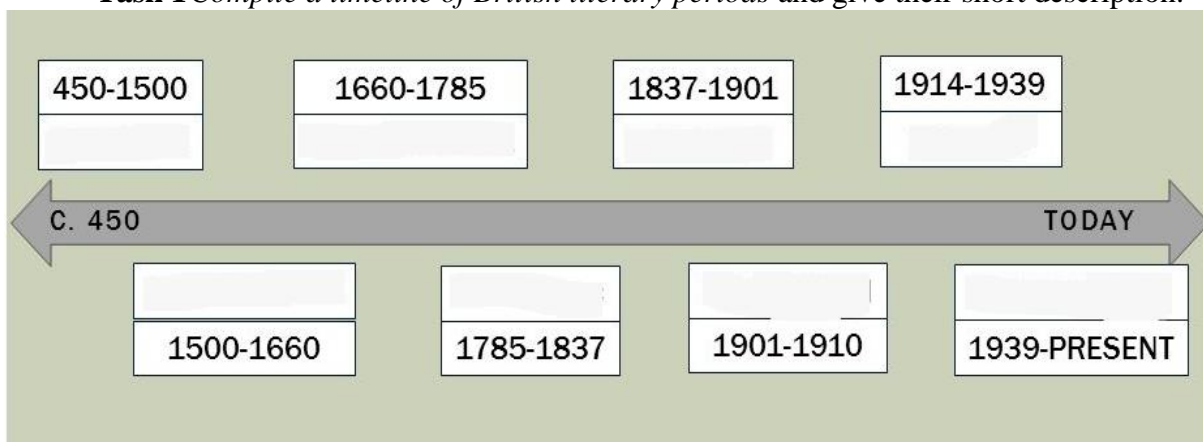 Task 1 Compile a timeline of British literary periods and give their short description.
450-1500
1660-1785
1837-1901
1914-1939
C. 450
TODAY
1500-1660
1785-1837
1901-1910
1939-PRESENT